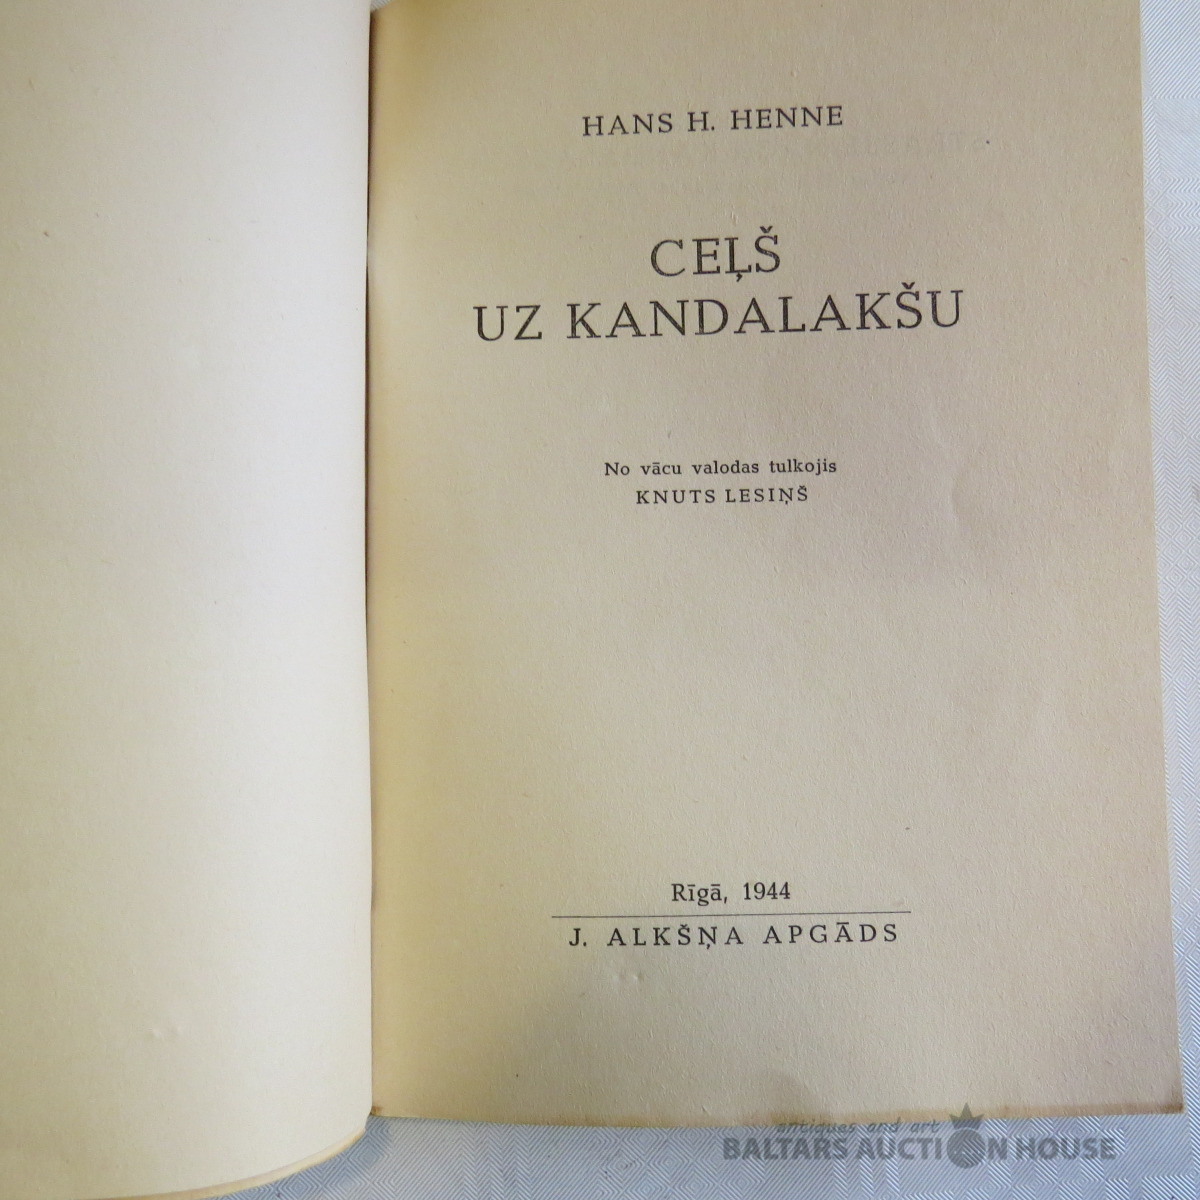 HANS H. HENNE
CEĻŠ
UZ KANDALAKŠU
No vācu valodas tulkojis
KNUTS LESIŅŠ
Rīgā, 1944
J. ALKŠŅA APGĀDS
antiques and art
BALTARS AUCTION HOUSE